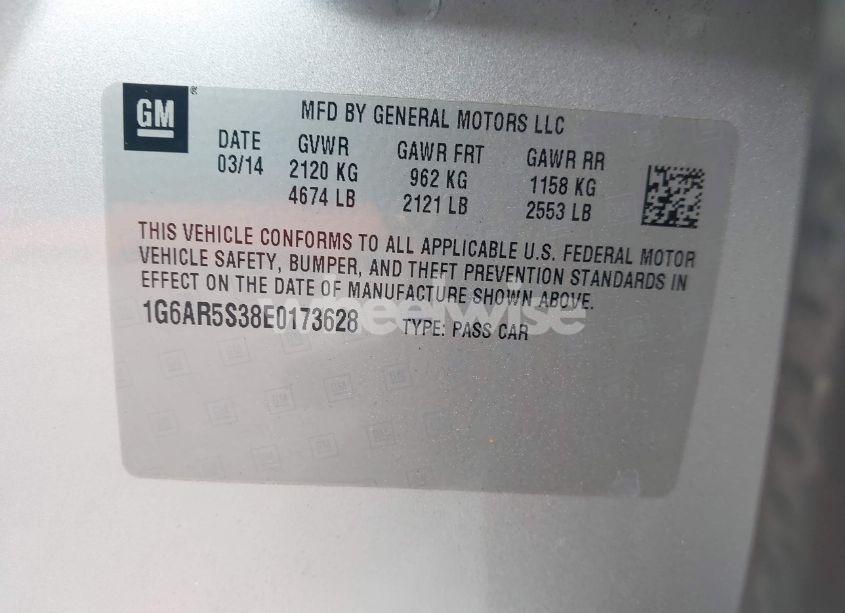 GM ®
MFD BY GENERAL MOTORS LLC
DATE GVWR GAWR FRT GAWR RR
03/14 2120 KG 962 KG 1158 KG
4674 LB 2121 LB 2553 LB
THIS VEHICLE CONFORMS TO ALL APPLICABLE U.S. FEDERAL MOTOR
VEHICLE SAFETY, BUMPER, AND THEFT PREVENTION STANDARDS IN
EFFECT ON THE DATE OF MANUFACTURE SHOWN ABOVE.
1G6AR5S38E0173628 TYPE: PASS CAR
Wheelwise